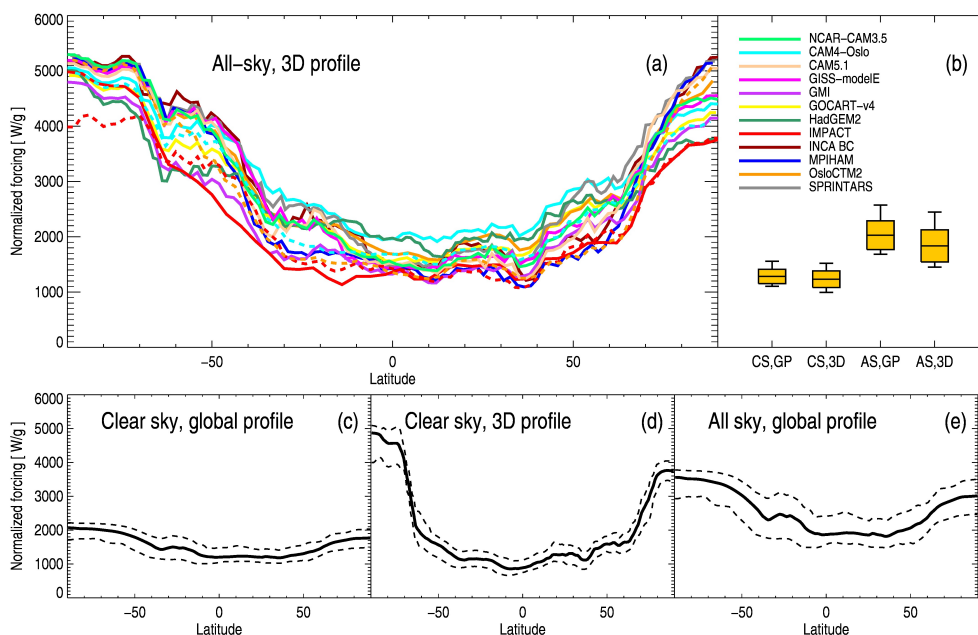 6000
5000
4000
3000
2000
1000
0
Normalized forcing [ W/g]
All-sky, 3D profile
(a)
-50
0
50
Latitude
NCAR-CAM3.5
CAM4-Oslo
CAM5.1
GISS-modelE
GMI
GOCART-v4
HadGEM2
IMPACT
INCA BC
MPIHAM
OsloCTM2
SPRINTARS
(b)
CS,GP CS,3D AS,GP AS,3D
6000
5000
4000
3000
2000
1000
0
Normalized forcing [ W/g]
Clear sky, global profile
(c)
-50
0
50
Latitude
Clear sky, 3D profile
(d)
-50
0
50
Latitude
All sky, global profile
(e)
-50
0
50
Latitude